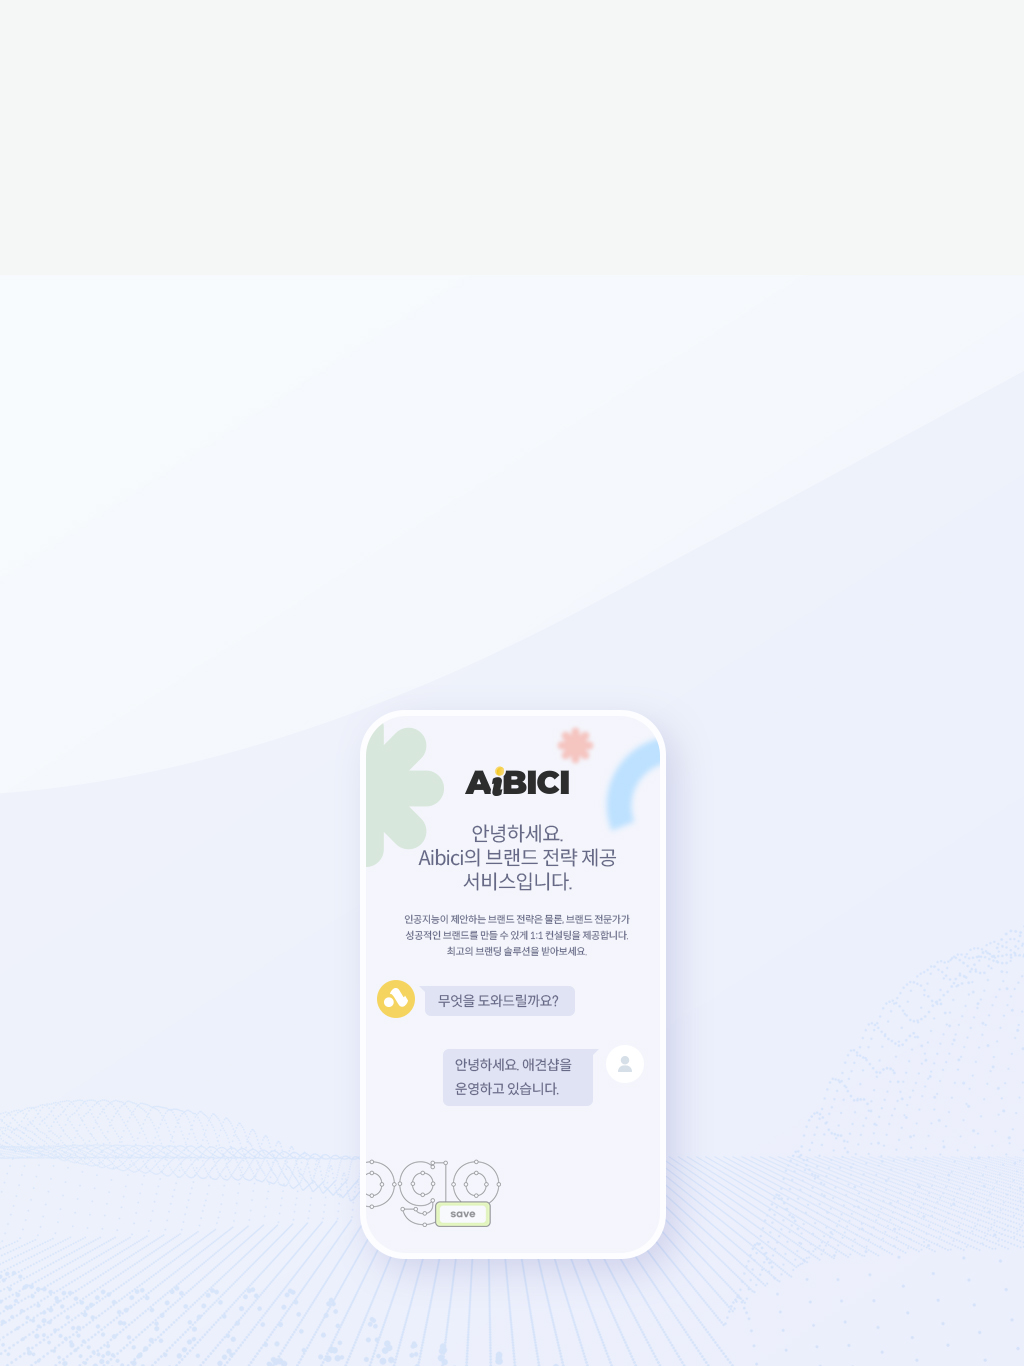 AiBICI
안녕하세요.
Aibici의 브랜드 전략 제공
서비스입니다.
인공지능이 제안하는 브랜드 전략은 물론, 브랜드 전문가가
성공적인 브랜드를 만들 수 있게 1:1 컨설팅을 제공합니다.
최고의 브랜딩 솔루션을 받아보세요.
무엇을 도와드릴까요?
안녕하세요. 애견샵을
운영하고 있습니다.
ogo
save